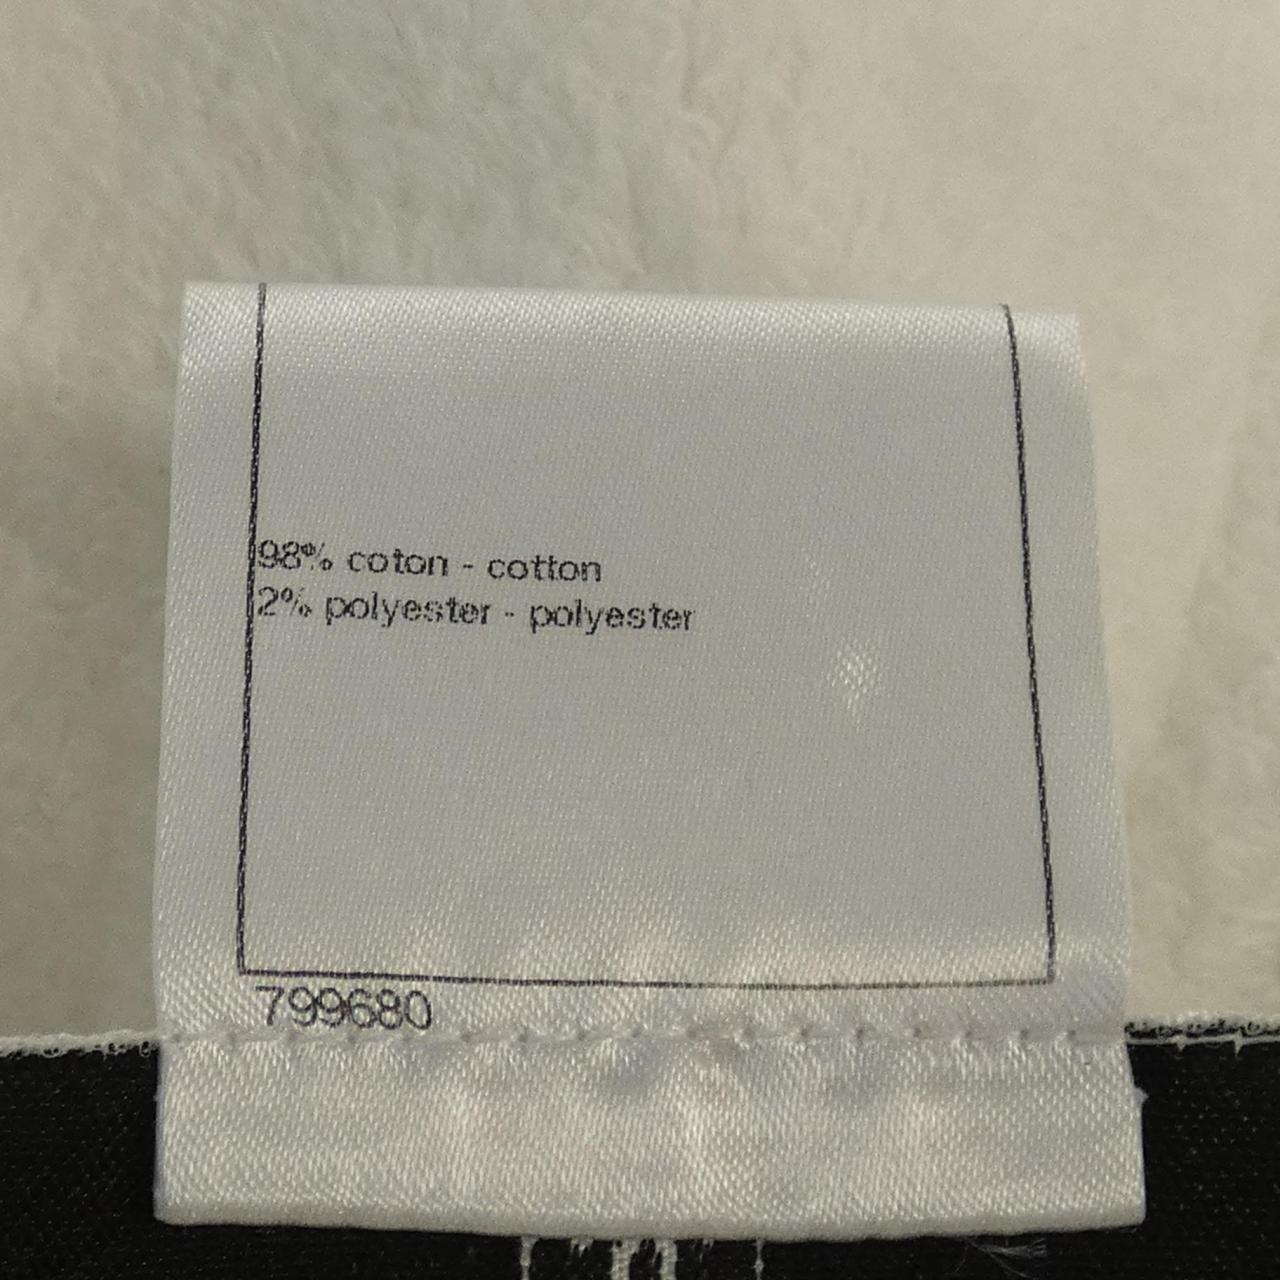 98% coton - cotton
2% polyester - polyester
799680